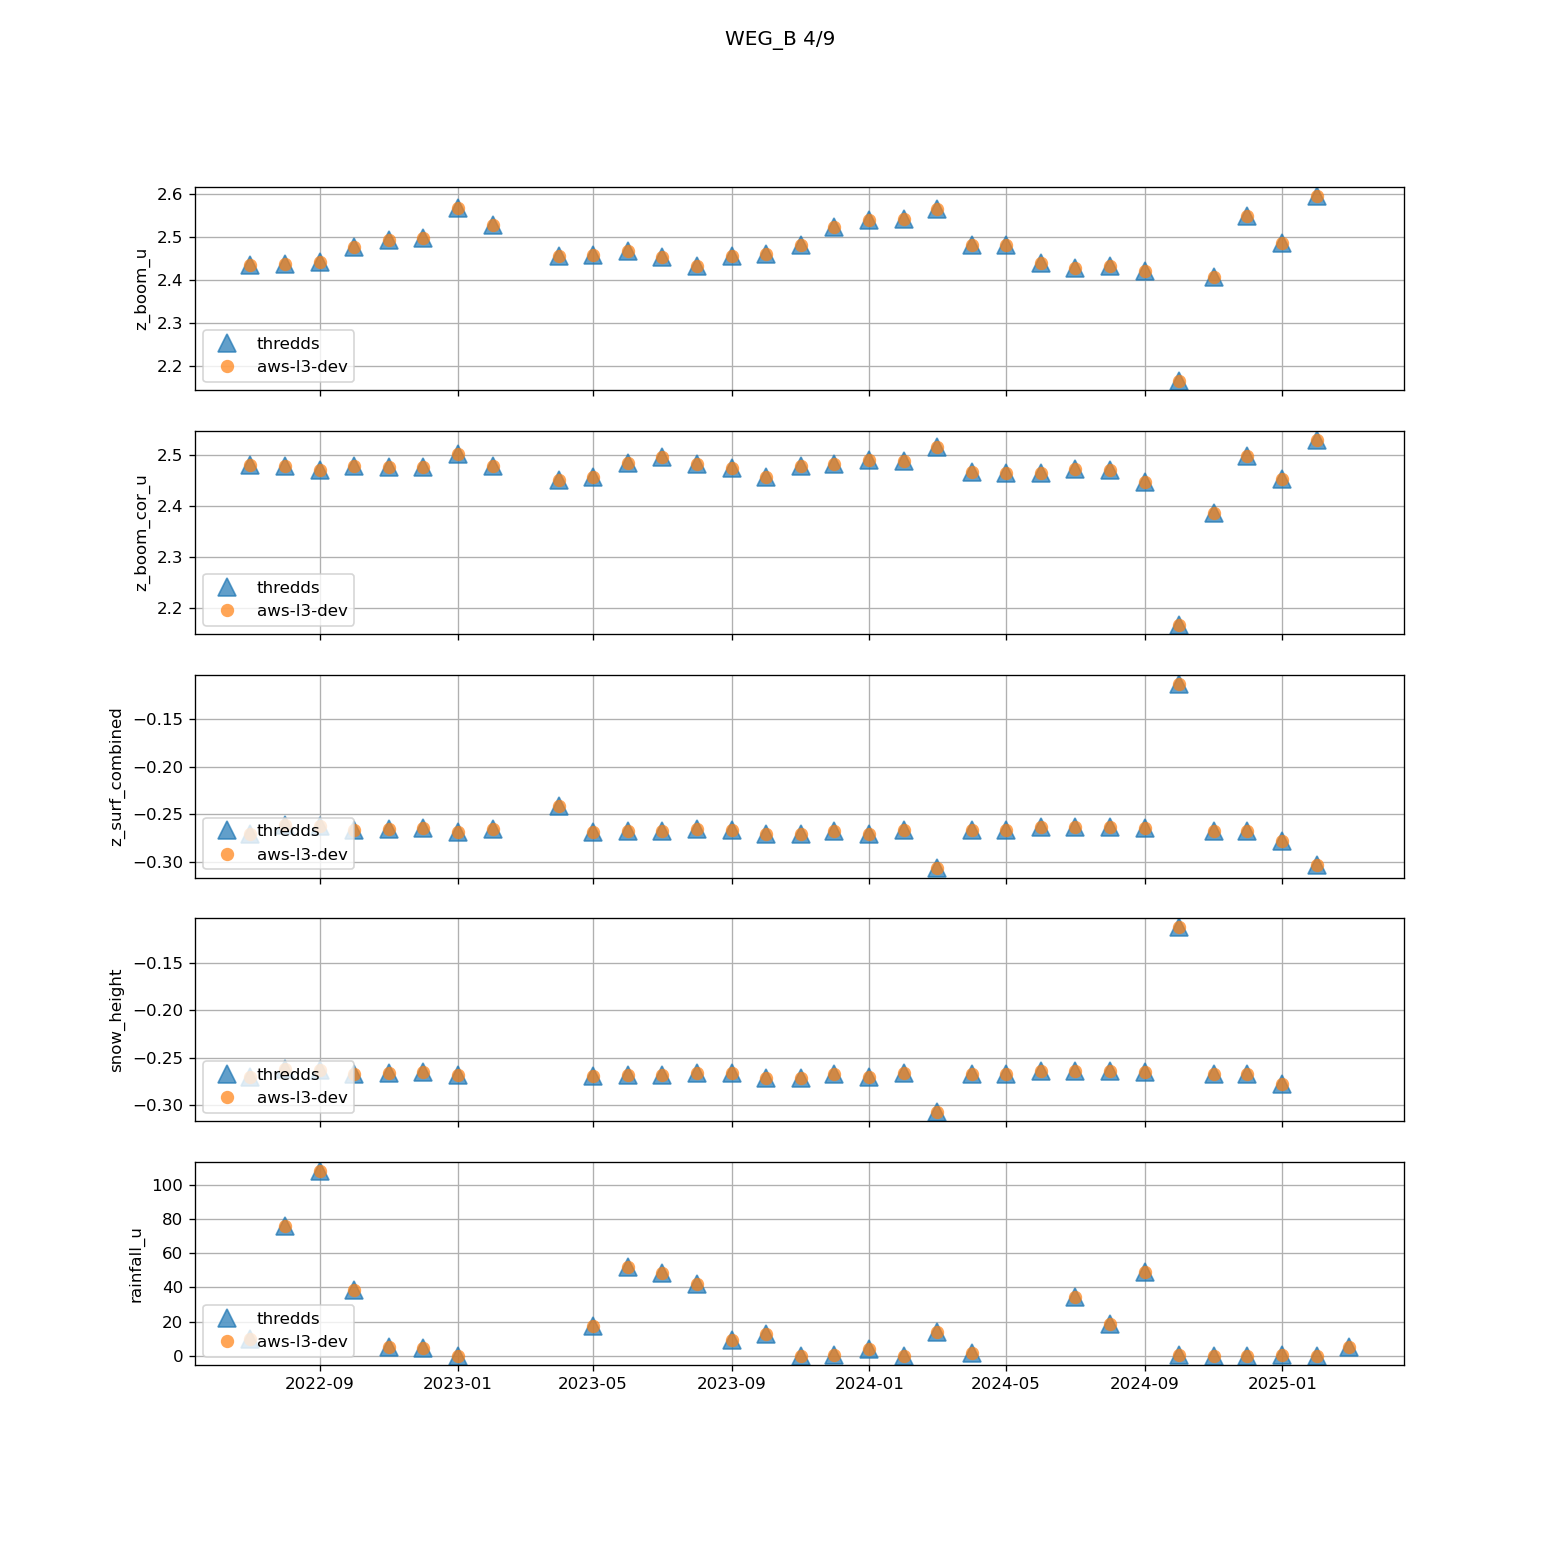 WEG_B 4/9
2.6
2.5
2.4
2.3
2.2
z_boom_u
thredds
aws-l3-dev
2.5
2.4
2.3
2.2
z_boom_cor_u
thredds
aws-l3-dev
−0.15
−0.20
−0.25
−0.30
z_surf_combined
thredds
aws-l3-dev
−0.15
−0.20
−0.25
−0.30
snow_height
thredds
aws-l3-dev
100
80
60
40
20
0
rainfall_u
thredds
aws-l3-dev
2022-09 2023-01 2023-05 2023-09 2024-01 2024-05 2024-09 2025-01